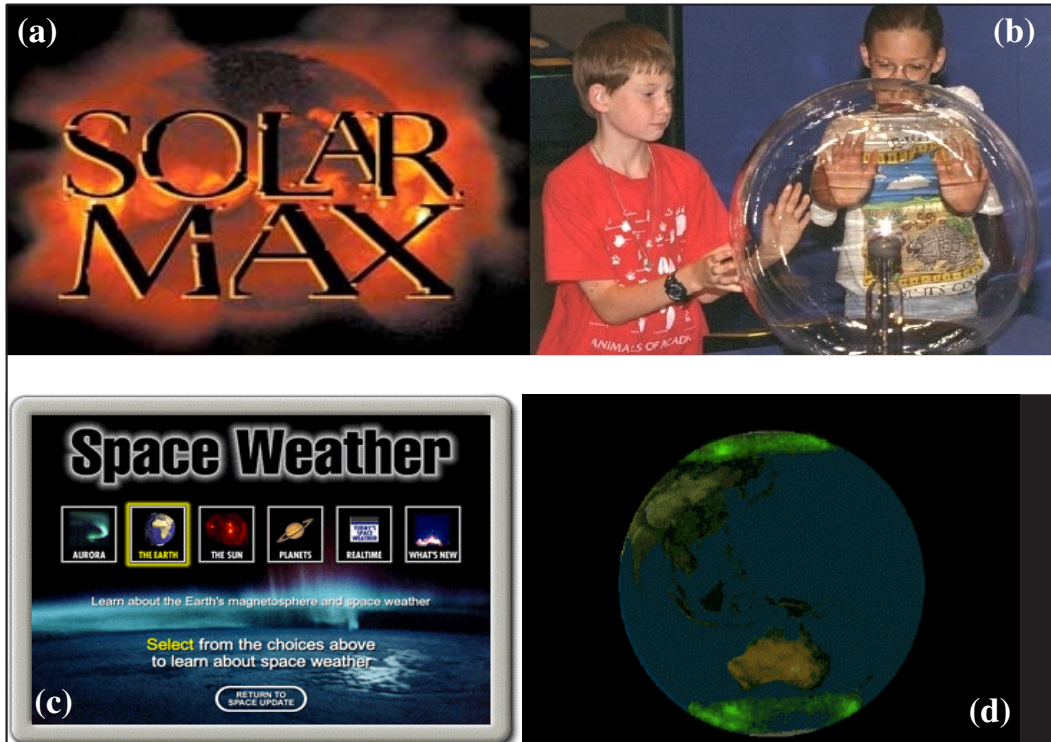 (a)
SOLAR
MAX
(b)
ANIMALS OF ACAD
(c)
Space Weather
AURORA
THE EARTH
THE SUN
PLANETS
TODAY'S
SPACE
WEATHER
REALTIME
WHAT'S NEW
Learn about the Earth's magnetosphere and space weather
Select from the choices above
to learn about space weather
RETURN TO
SPACE UPDATE
(d)